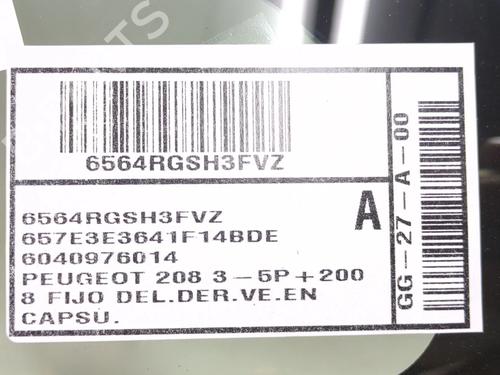 6564RGSH3FVZ
6564RGSH3FVZ
657E3E3641F14BDE
6040976014
PEUGEOT 208 3-5P+200
8 FIJO DEL.DER.VE.EN
CAPSU.
A
GG-27-A-00